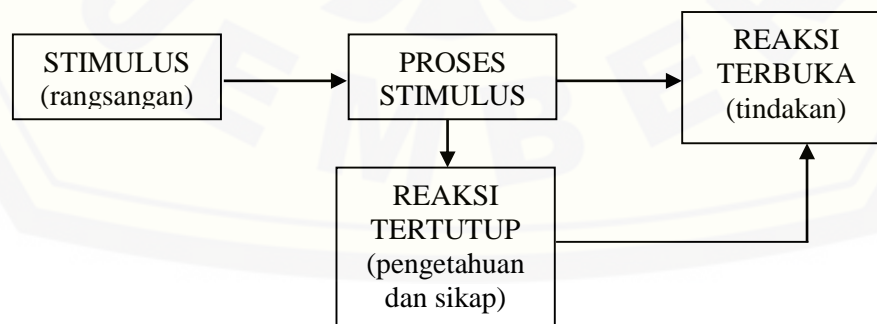 STIMULUS
(rangsangan)
PROSES
STIMULUS
REAKSI
TERBUKA
(tindakan)
REAKSI
TERTUTUP
(pengetahuan
dan sikap)